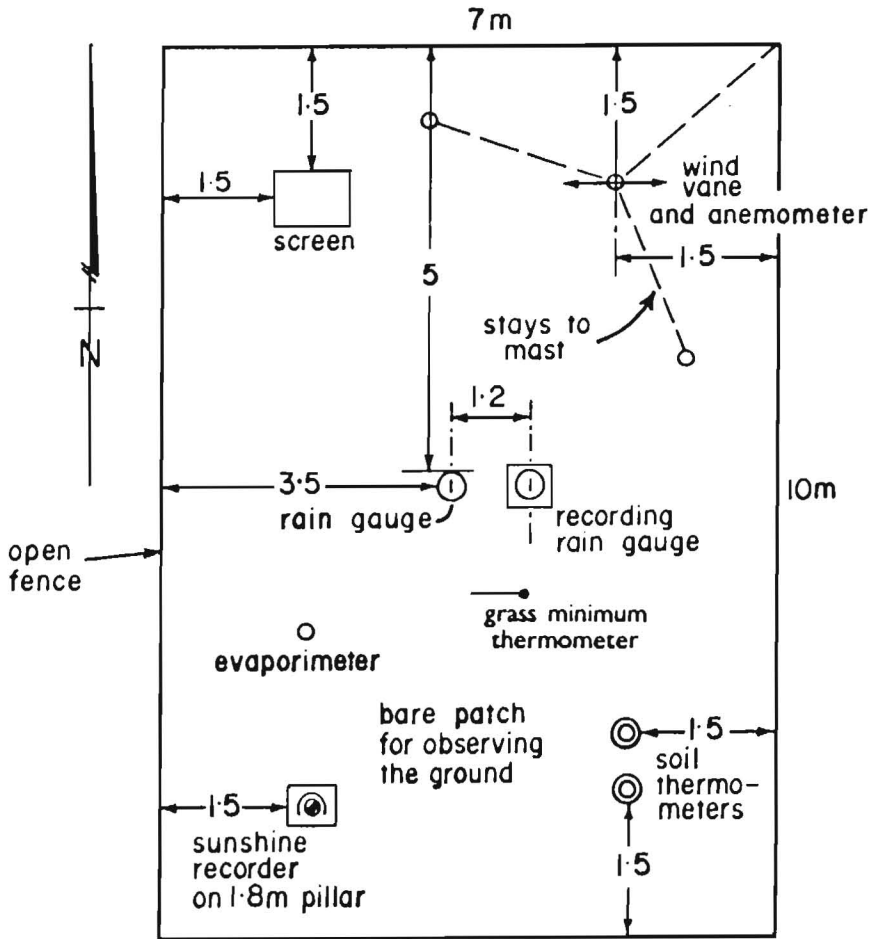 7m
1·5
1·5
1·5
screen
wind
vane
and anemometer
1·5
5
stays to
mast
N
1·2
3·5
rain gauge
recording
rain gauge
10m
open
fence
grass minimum
thermometer
evaporimeter
bare patch
for observing
the ground
1·5
soil
thermo-
meters
1·5
sunshine
recorder
on 1·8m pillar
1·5